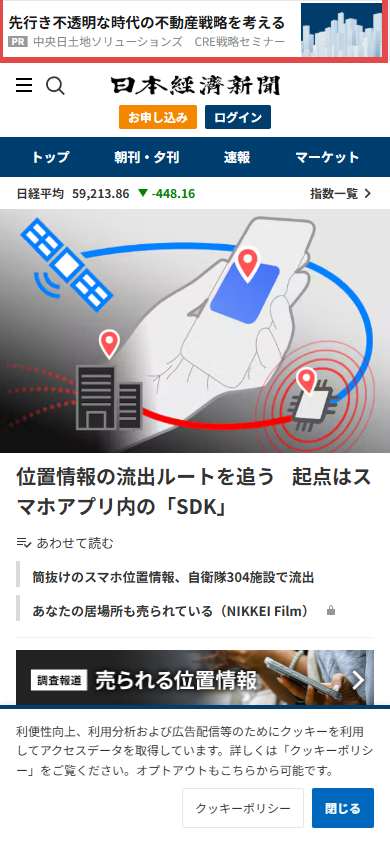 先行き不透明な時代の不動産戦略を考える
PR 中央日土地ソリューションズ CRE戦略セミナー
日本経済新聞
お申し込み ログイン
トップ 朝刊・夕刊 速報 マーケット
日経平均 59,213.86 ▼ -448.16 指数一覧
位置情報の流出ルートを追う 起点はス
マホアプリ内の「SDK」
あわせて読む
筒抜けのスマホ位置情報、自衛隊304施設で流出
あなたの居場所も売られている（NIKKEI Film）
調査報道 売られる位置情報
利便性向上、利用分析および広告配信等のためにクッキーを利用
してアクセスデータを取得しています。詳しくは「クッキーポリシ
ー」をご覧ください。オプトアウトもこちらから可能です。
クッキーポリシー 閉じる